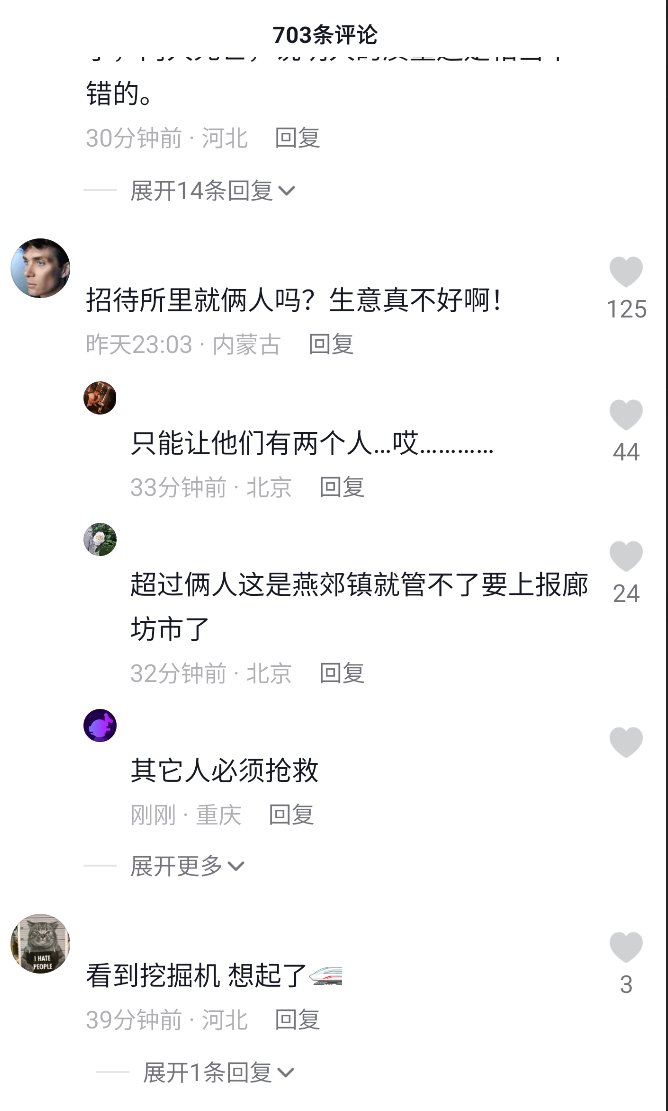 703条评论
错的。
30分钟前 · 河北 回复
展开14条回复
招待所里就俩人吗？生意真不好啊！
125
昨天23:03 · 内蒙古 回复
只能让他们有两个人...哎............
44
33分钟前 · 北京 回复
超过俩人这是燕郊镇就管不了要上报廊
24
坊市了
32分钟前 · 北京 回复
其它人必须抢救
刚刚 · 重庆 回复
展开更多
I HATE
PEOPLE
看到挖掘机 想起了🚄
3
39分钟前 · 河北 回复
展开1条回复